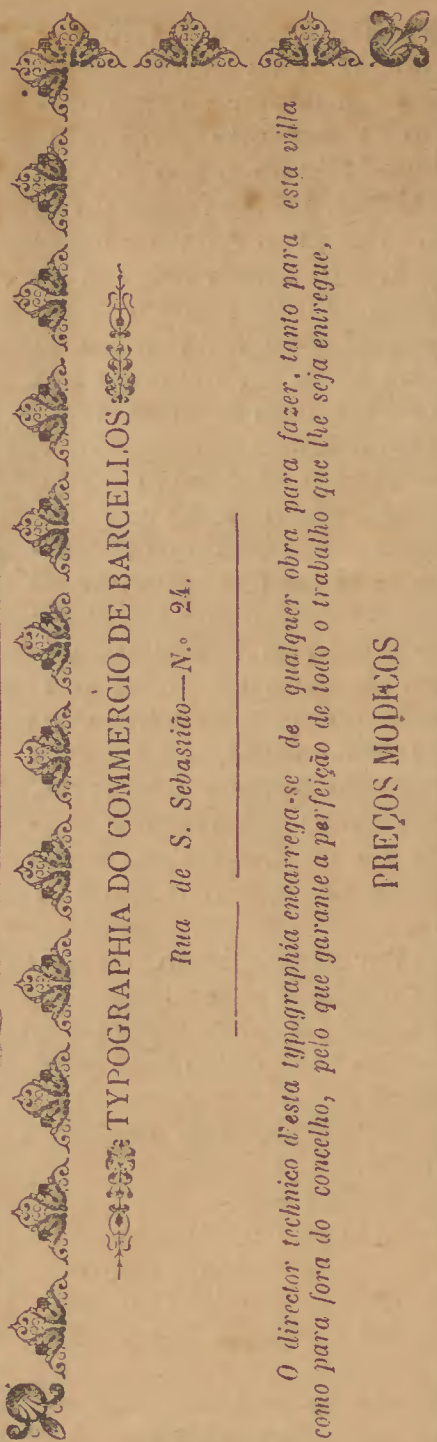 TYPOGRAPHIA DO COMMERCIO DE BARCELLOS
Rua de S. Sebastião—N.º 24.
O director technico d'esta typographia encarrega-se de qualquer obra para fazer, tanto para esta villa
como para fora do concelho, pelo que garante a perfeição de todo o trabalho que lhe seja entregue,
PREÇOS MODICOS